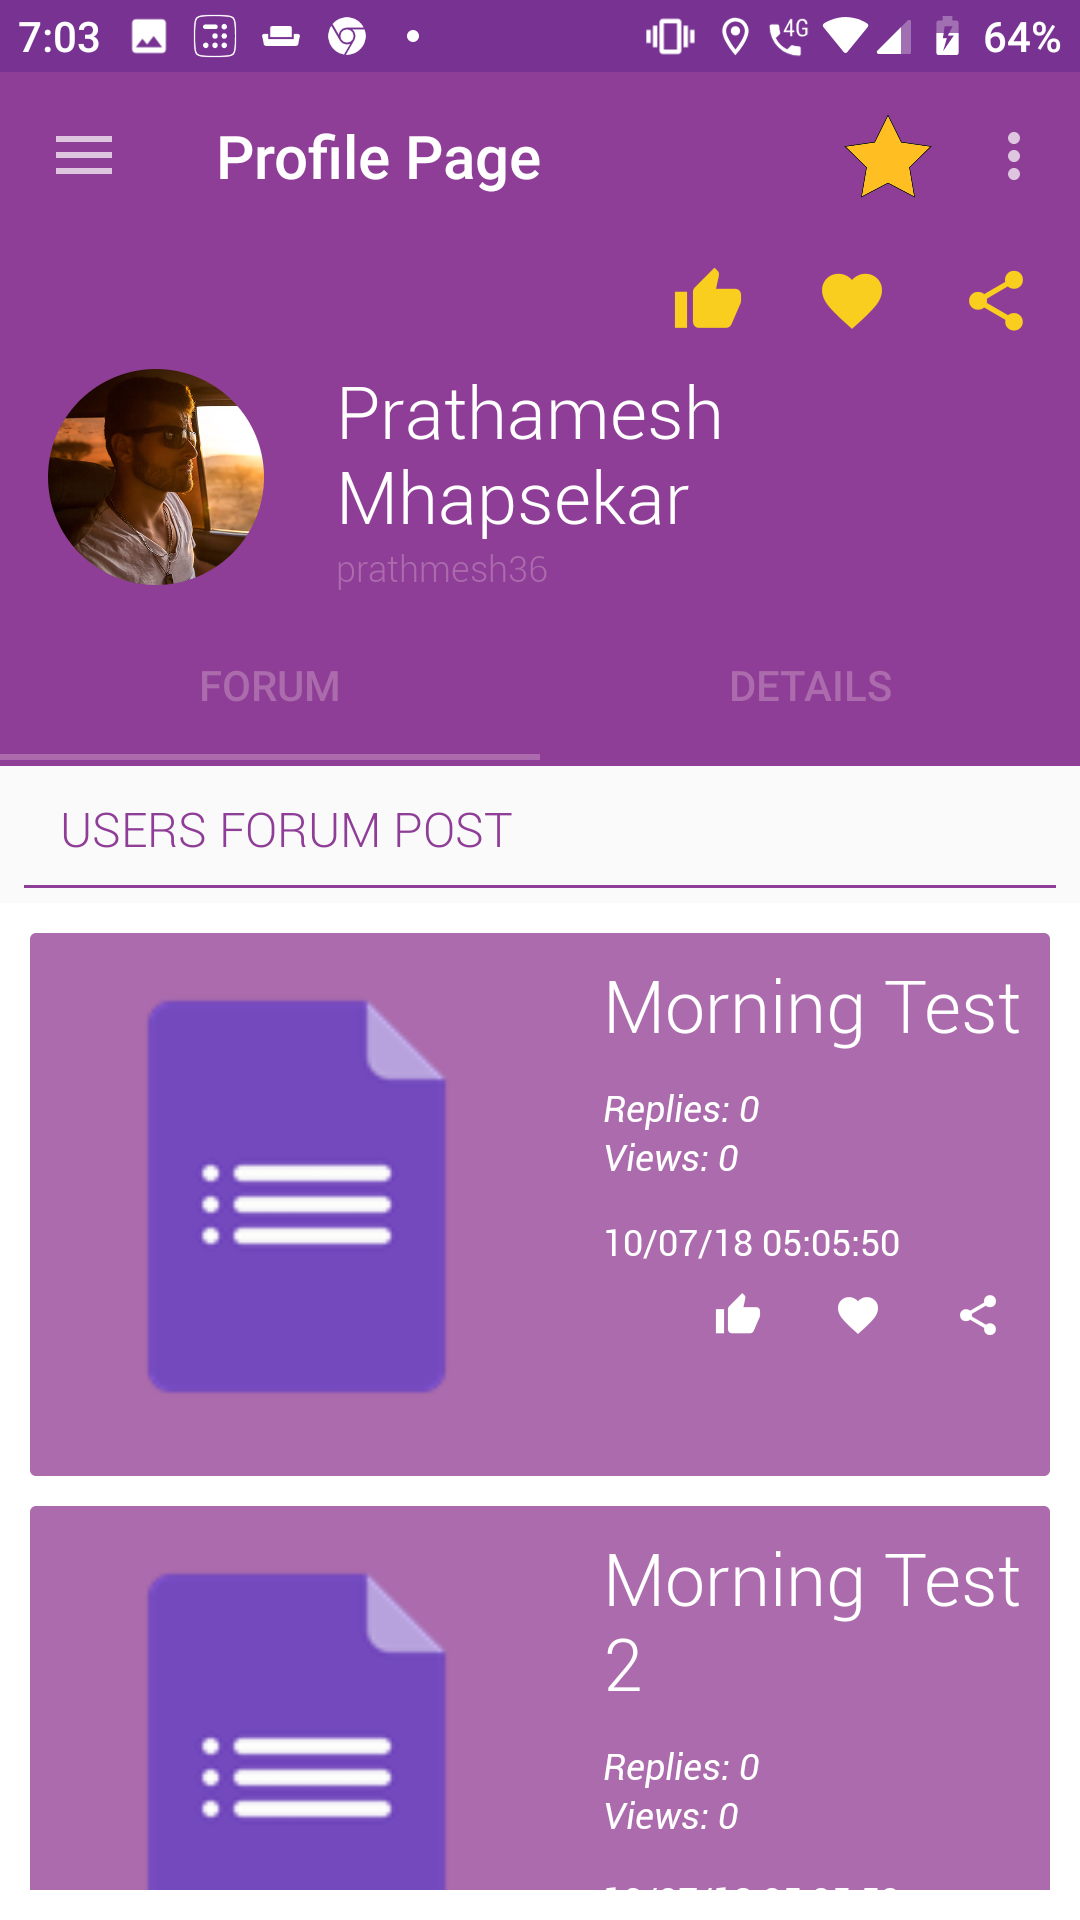 7:03
4G
64%
Profile Page
Prathamesh
Mhapsekar
prathmesh36
FORUM
DETAILS
USERS FORUM POST
Morning Test
Replies: 0
Views: 0
10/07/18 05:05:50
Morning Test
2
Replies: 0
Views: 0